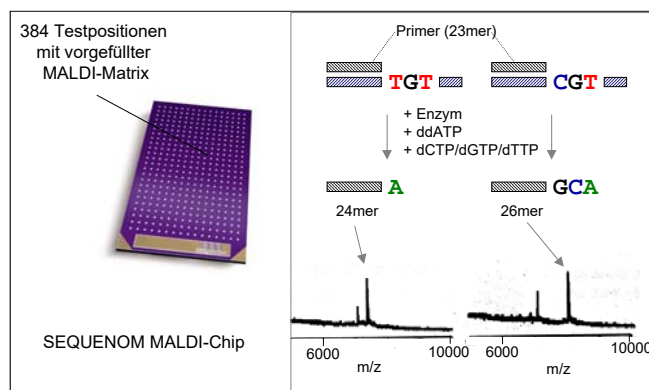 384 Testpositionen
mit vorgefüllter
MALDI-Matrix
SEQUENOM MALDI-Chip
Primer (23mer)
TGT
CGT
+ Enzym
+ ddATP
+ dCTP/dGTP/dTTP
A
GCA
24mer
26mer
6000
10000
m/z
6000
10000
m/z